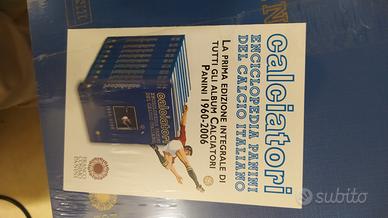 calciatori
ENCICLOPEDIA PANINI
DEL CALCIO ITALIANO
LA PRIMA EDIZIONE INTEGRALE DI
TUTTI GLI ALBUM CALCIATORI
PANINI 1960-2006
calciatori
subito